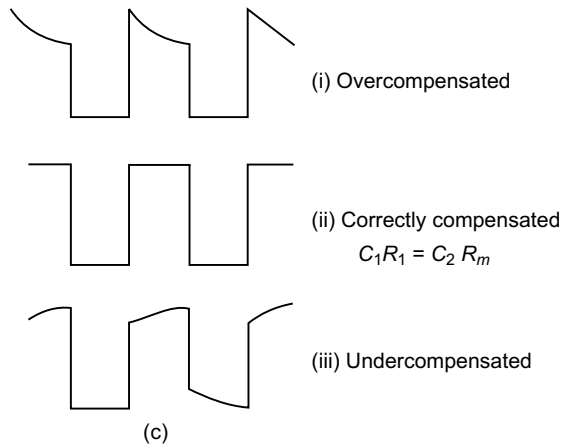 (i) Overcompensated
(ii) Correctly compensated
C₁R₁ = C₂ Rₘ
(iii) Undercompensated
(c)